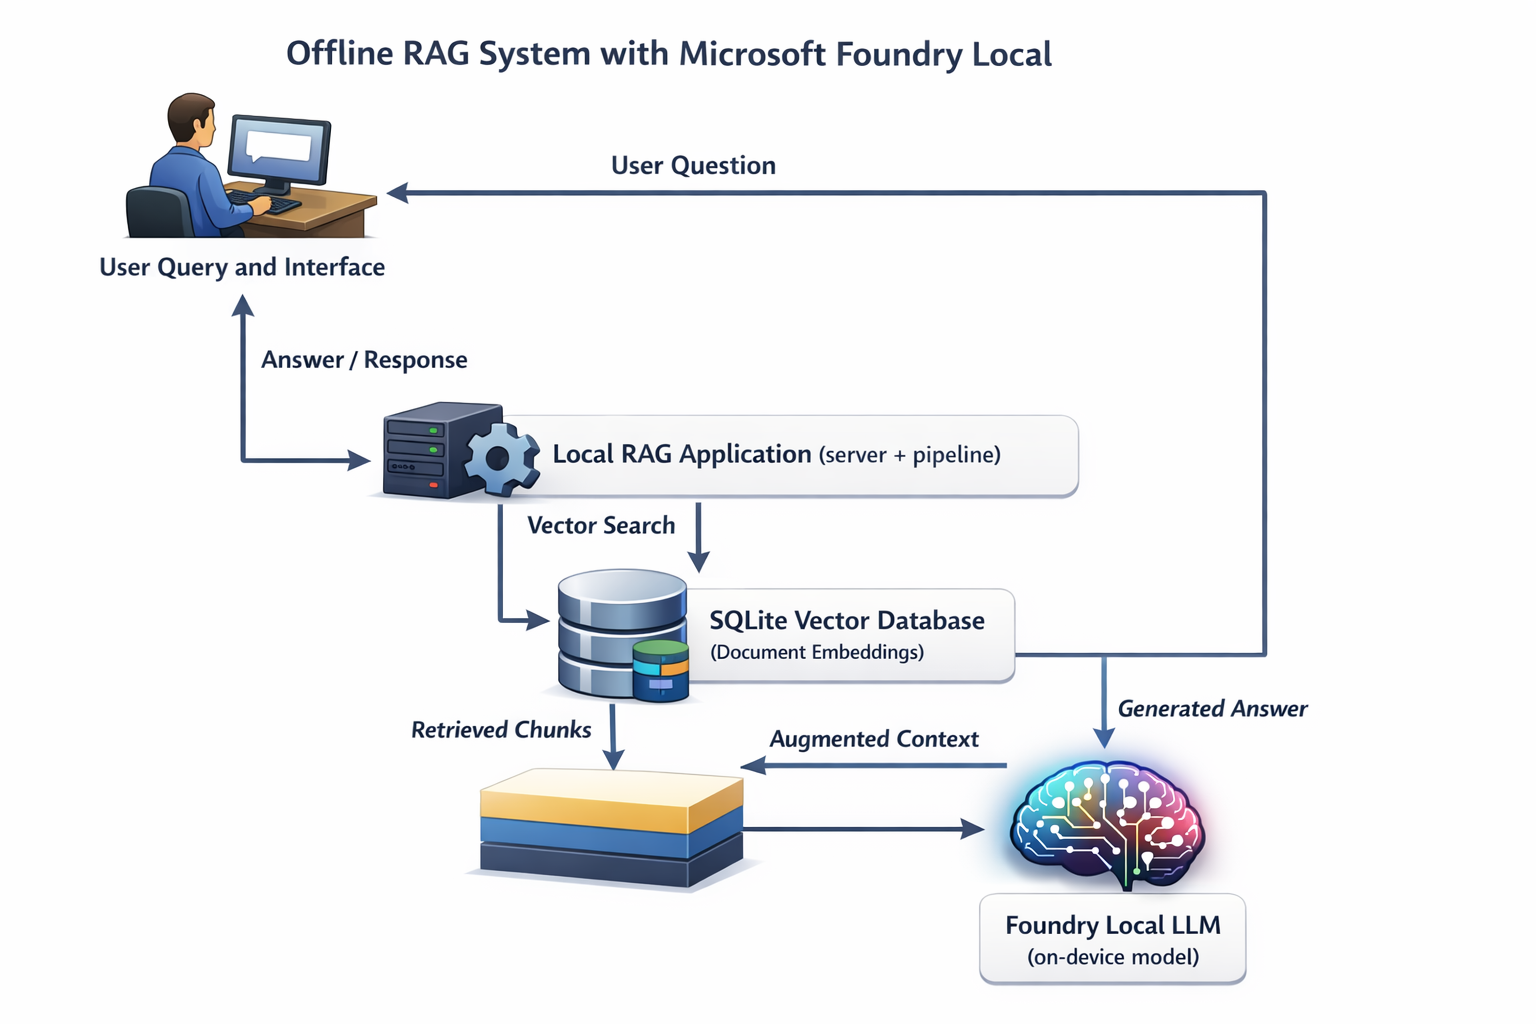 Offline RAG System with Microsoft Foundry Local
User Question
User Query and Interface
Answer / Response
Local RAG Application (server + pipeline)
Vector Search
SQLite Vector Database
(Document Embeddings)
Retrieved Chunks
Generated Answer
Augmented Context
Foundry Local LLM
(on-device model)